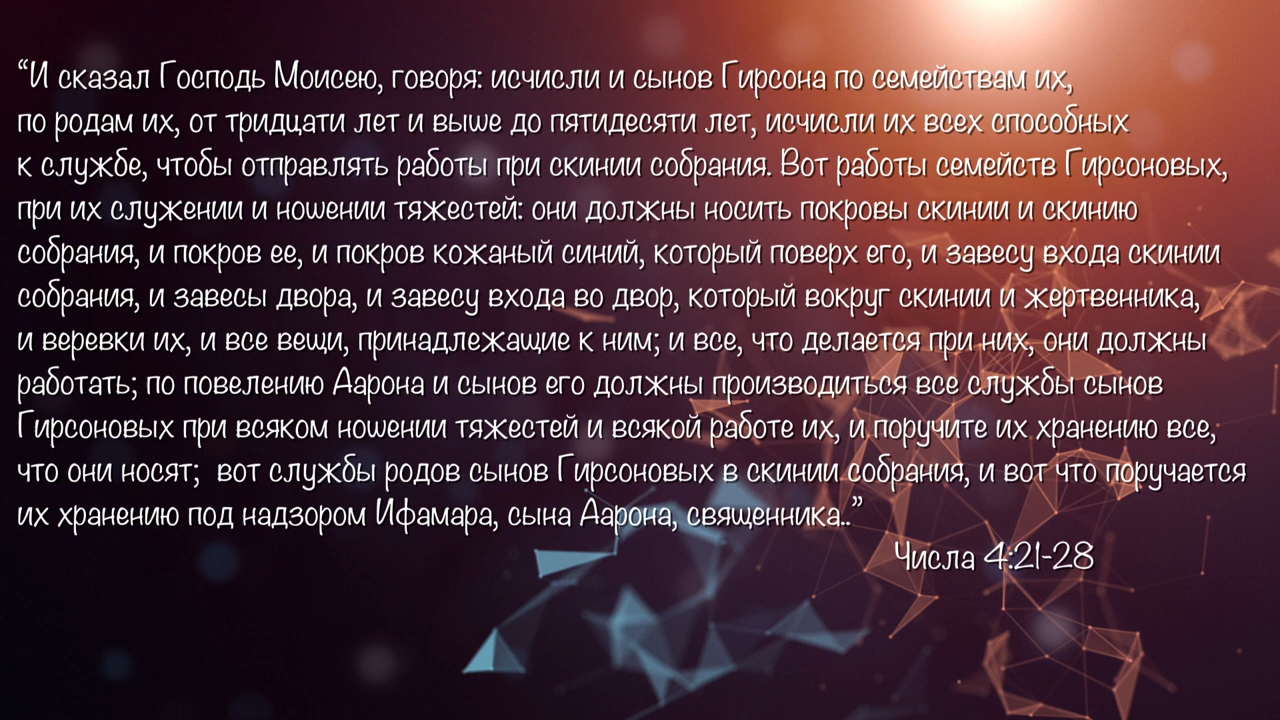 “И сказал Господь Моисею, говоря: исчисли и сынов Гирсона по семействам их,
по родам их, от тридцати лет и выше до пятидесяти лет, исчисли их всех способных
к службе, чтобы отправлять работы при скинии собрания. Вот работы семейств Гирсоновых,
при их служении и ношении тяжестей: они должны носить покровы скинии и скинию
собрания, и покров ее, и покров кожаный синий, который поверх его, и завесу входа скинии
собрания, и завесы двора, и завесу входа во двор, который вокруг скинии и жертвенника,
и веревки их, и все вещи, принадлежащие к ним; и все, что делается при них, они должны
работать; по повелению Аарона и сынов его должны производиться все службы сынов
Гирсоновых при всяком ношении тяжестей и всякой работе их, и поручите их хранению все,
что они носят;  вот службы родов сынов Гирсоновых в скинии собрания, и вот что поручается
их хранению под надзором Ифамара, сына Аарона, священника..”
Числа 4:21-28